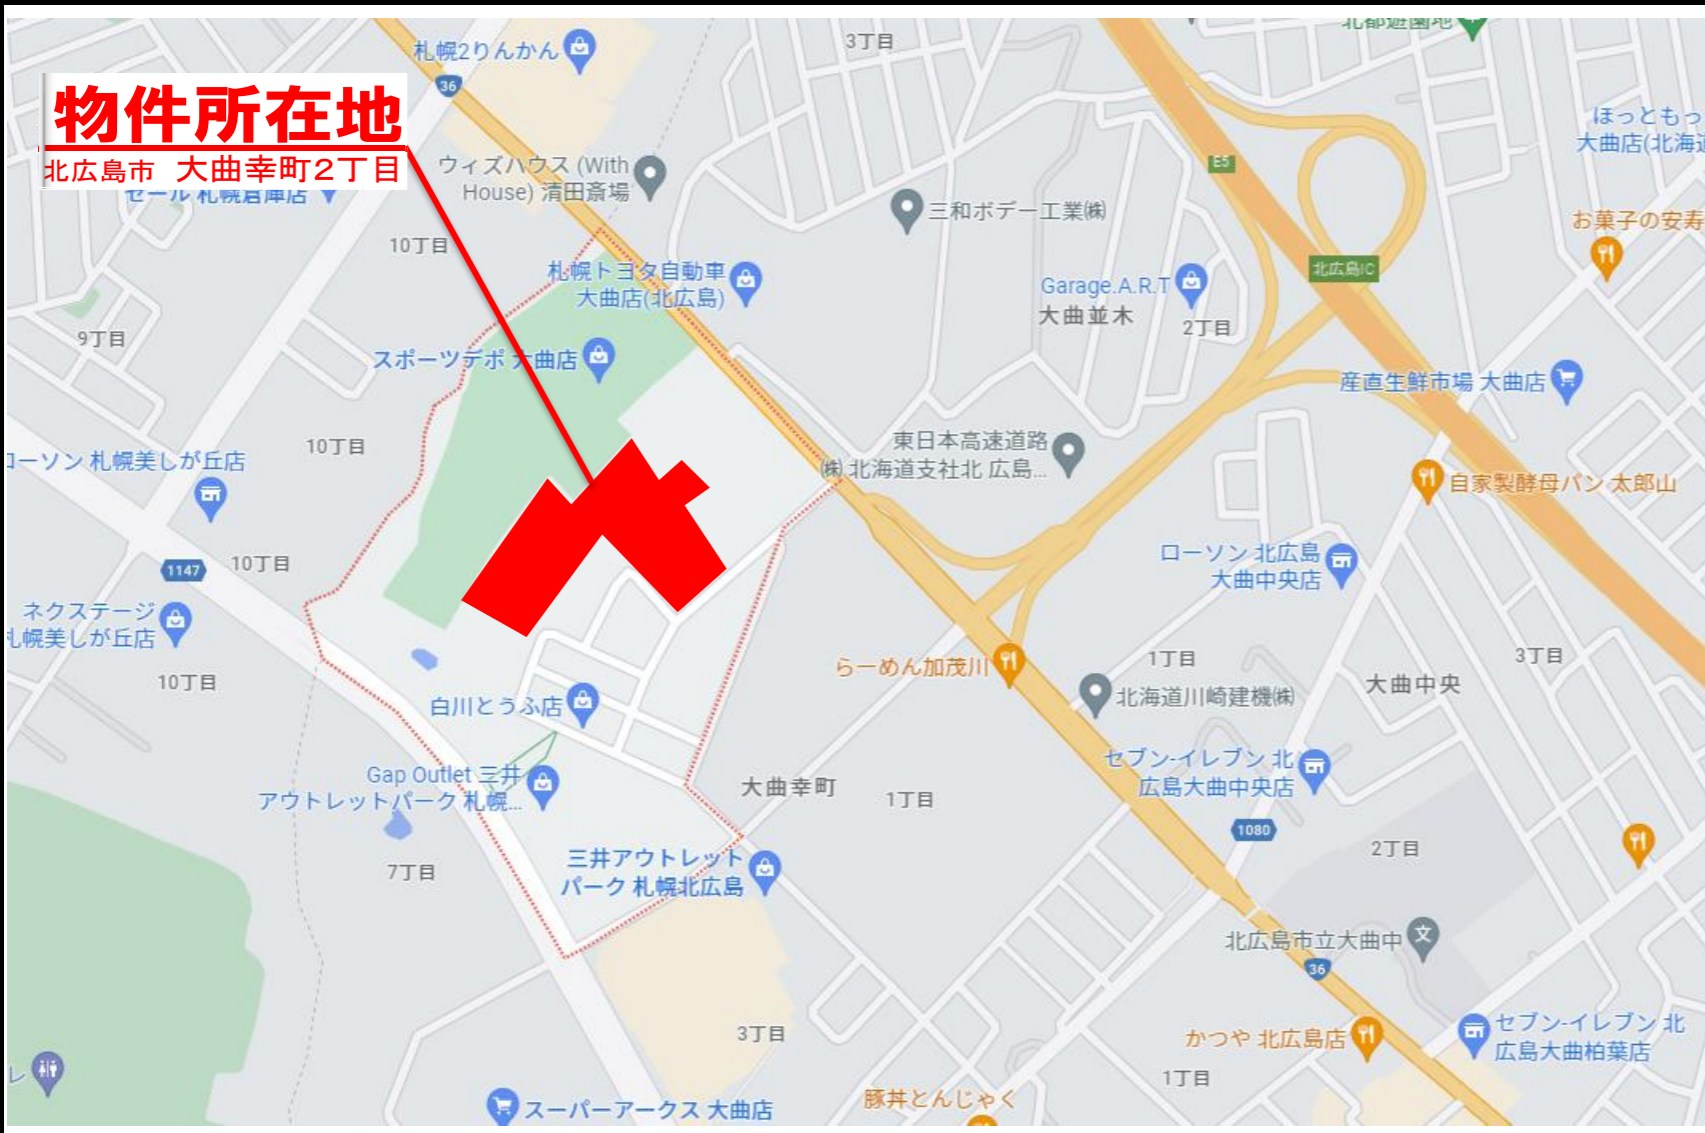 北都遊園地
札幌2りんかん
3丁目
36
物件所在地
北広島市 大曲幸町2丁目
ほっともっ
大曲店(北海道
ウィズハウス (With
House) 清田斎場
E5
セール 札幌倉庫店
三和ボデー工業㈱
お菓子の安寿
10丁目
札幌トヨタ自動車
大曲店(北広島)
北広島IC
Garage.A.R.T
大曲並木
2丁目
9丁目
スポーツデポ 大曲店
産直生鮮市場 大曲店
10丁目
東日本高速道路
㈱ 北海道支社北 広島...
ローソン 札幌美しが丘店
自家製酵母パン 太郎山
1147
10丁目
ローソン 北広島
大曲中央店
ネクステージ
札幌美しが丘店
らーめん加茂川
1丁目
3丁目
10丁目
大曲中央
北海道川崎建機㈱
白川とうふ店
セブン-イレブン 北
広島大曲中央店
Gap Outlet 三井
アウトレットパーク 札幌...
大曲幸町
1丁目
1080
2丁目
7丁目
三井アウトレット
パーク 札幌北広島
北広島市立大曲中
文
36
3丁目
かつや 北広島店
セブン-イレブン 北
広島大曲柏葉店
レ
1丁目
スーパーアークス 大曲店
豚丼とんじゃく